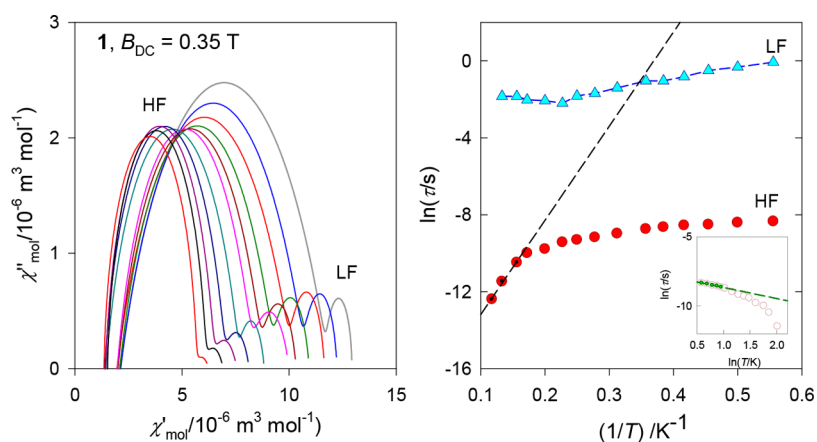 1, B_DC = 0.35 T
HF
LF
χ''_mol/10⁻⁶ m³ mol⁻¹)
3
2
1
0
0 5 10 15
χ'_mol/10⁻⁶ m³ mol⁻¹)
LF
HF
ln(τ/s)
0
-4
-8
-12
-16
0.1 0.2 0.3 0.4 0.5 0.6
(1/T) /K⁻¹
ln(τ/s)
-5
-10
0.5 1.0 1.5 2.0
ln(T/K)